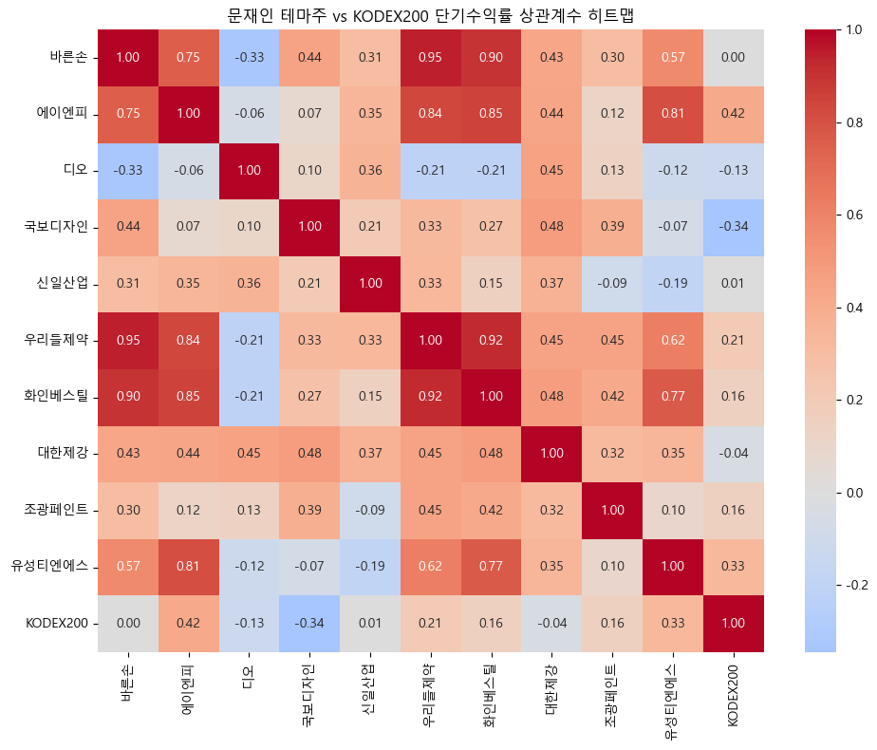 문재인 테마주 vs KODEX200 단기수익률 상관계수 히트맵
바른손 1.00 0.75 -0.33 0.44 0.31 0.95 0.90 0.43 0.30 0.57 0.00
에이엔피 0.75 1.00 -0.06 0.07 0.35 0.84 0.85 0.44 0.12 0.81 0.42
디오 -0.33 -0.06 1.00 0.10 0.36 -0.21 -0.21 0.45 0.13 -0.12 -0.13
국보디자인 0.44 0.07 0.10 1.00 0.21 0.33 0.27 0.48 0.39 -0.07 -0.34
신일산업 0.31 0.35 0.36 0.21 1.00 0.33 0.15 0.37 -0.09 -0.19 0.01
우리들제약 0.95 0.84 -0.21 0.33 0.33 1.00 0.92 0.45 0.45 0.62 0.21
화인베스틸 0.90 0.85 -0.21 0.27 0.15 0.92 1.00 0.48 0.42 0.77 0.16
대한제강 0.43 0.44 0.45 0.48 0.37 0.45 0.48 1.00 0.32 0.35 -0.04
조광페인트 0.30 0.12 0.13 0.39 -0.09 0.45 0.42 0.32 1.00 0.10 0.16
유성티엔에스 0.57 0.81 -0.12 -0.07 -0.19 0.62 0.77 0.35 0.10 1.00 0.33
KODEX200 0.00 0.42 -0.13 -0.34 0.01 0.21 0.16 -0.04 0.16 0.33 1.00
바른손 에이엔피 디오 국보디자인 신일산업 우리들제약 화인베스틸 대한제강 조광페인트 유성티엔에스 KODEX200
1.0
0.8
0.6
0.4
0.2
0.0
-0.2